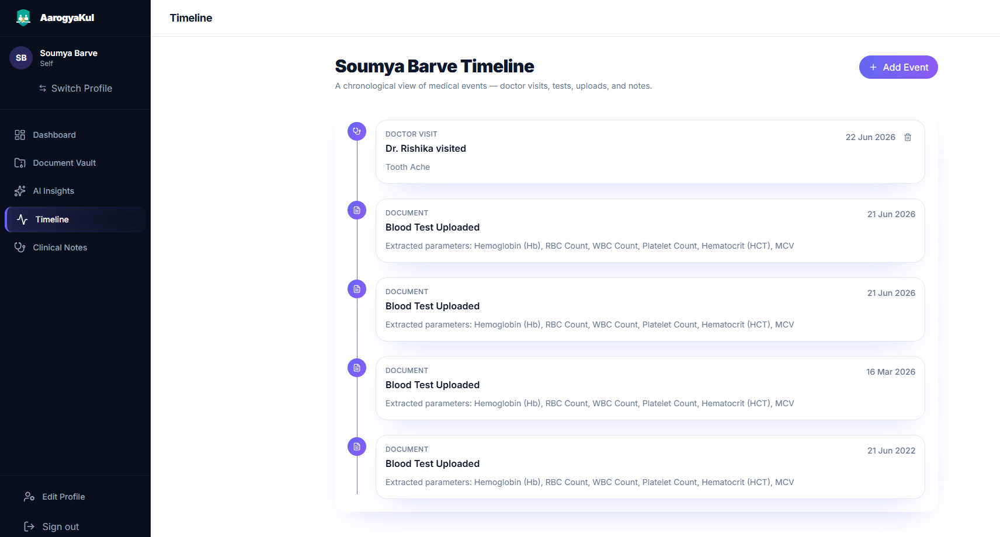 AarogyaKul
SB
Soumya Barve
Self
Switch Profile
Dashboard
Document Vault
AI Insights
Timeline
Clinical Notes
Edit Profile
Sign out
Timeline
Soumya Barve Timeline
A chronological view of medical events — doctor visits, tests, uploads, and notes.
+ Add Event
DOCTOR VISIT
22 Jun 2026
Dr. Rishika visited
Tooth Ache
DOCUMENT
21 Jun 2026
Blood Test Uploaded
Extracted parameters: Hemoglobin (Hb), RBC Count, WBC Count, Platelet Count, Hematocrit (HCT), MCV
DOCUMENT
21 Jun 2026
Blood Test Uploaded
Extracted parameters: Hemoglobin (Hb), RBC Count, WBC Count, Platelet Count, Hematocrit (HCT), MCV
DOCUMENT
16 Mar 2026
Blood Test Uploaded
Extracted parameters: Hemoglobin (Hb), RBC Count, WBC Count, Platelet Count, Hematocrit (HCT), MCV
DOCUMENT
21 Jun 2022
Blood Test Uploaded
Extracted parameters: Hemoglobin (Hb), RBC Count, WBC Count, Platelet Count, Hematocrit (HCT), MCV